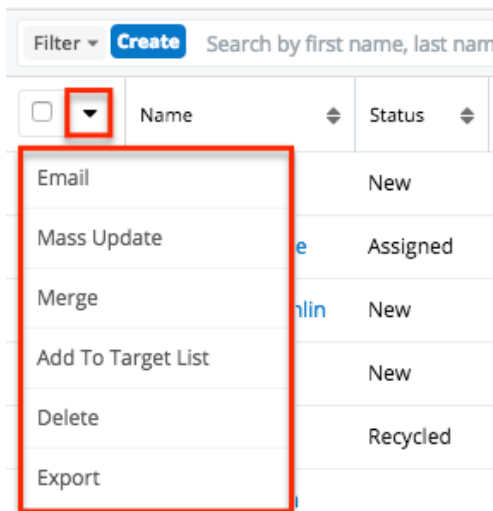 Filter Create Search by first name, last nam
Name Status
Email New
Mass Update e Assigned
Merge nlin New
Add To Target List New
Delete Recycled
Export